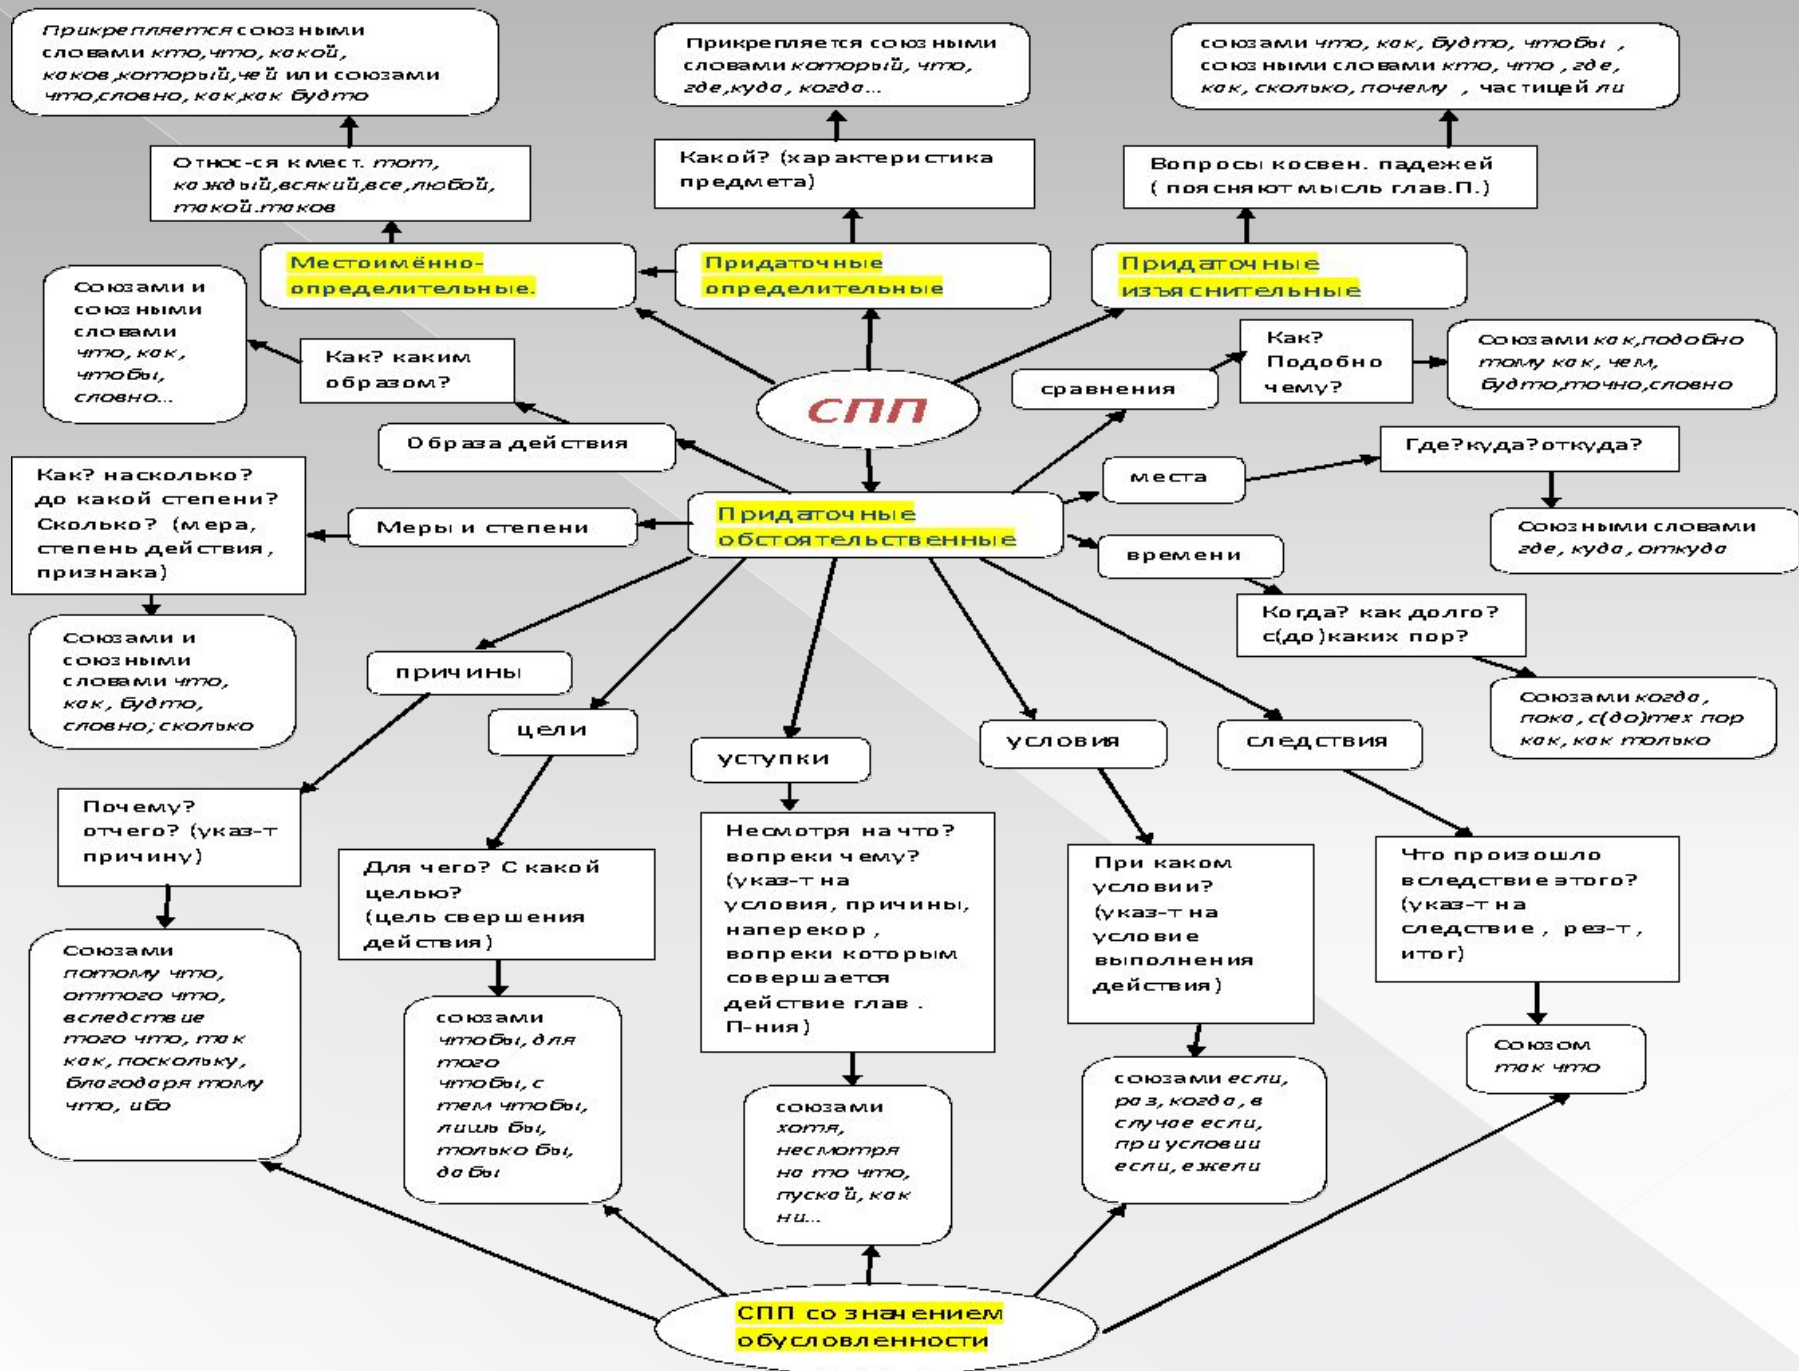 Прикрепляется союзными
словами кто,что, какой,
каков,который,чей или союзами
что,словно, как,как будто
Прикрепляется союзными
словами который, что,
где,куда, когда...
союзами что, как, будто, чтобы ,
союзными словами кто, что , где,
как, сколько, почему , частицей ли
Относ-ся к мест. тот,
каждый,всякий,все,любой,
такой.таков
Какой? (характеристика
предмета)
Вопросы косвен. падежей
( поясняют мысль глав.П.)
Местоимённо-
определительные.
Придаточные
определительные
Придаточные
изъяснительные
Союзами и
союзными
словами
что, как,
чтобы,
словно...
Как? каким
образом?
СПП
сравнения
Как?
Подобно
чему?
Союзами как,подобно
тому как, чем,
будто,точно,словно
Образа действия
Как? насколько?
до какой степени?
Сколько? (мера,
степень действия,
признака)
Меры и степени
Придаточные
обстоятельственные
места
Где?куда?откуда?
Союзными словами
где, куда, откуда
времени
Когда? как долго?
с(до)каких пор?
Союзами когда,
пока, с(до)тех пор
как, как только
Союзами и
союзными
словами что,
как, будто,
словно; сколько
причины
цели
уступки
условия
следствия
Почему?
отчего? (указ-т
причину)
Для чего? С какой
целью?
(цель свершения
действия)
Несмотря на что?
вопреки чему?
(указ-т на
условия, причины,
наперекор ,
вопреки которым
совершается
действие глав .
П-ния)
При каком
условии?
(указ-т на
условие
выполнения
действия)
Что произошло
вследствие этого?
(указ-т на
следствие , рез-т ,
итог)
Союзами
потому что,
оттого что,
вследствие
того что, так
как, поскольку,
благодаря тому
что, ибо
союзами
чтобы, для
того
чтобы, с
тем чтобы,
лишь бы,
только бы,
дабы
союзами
хотя,
несмотря
на то что,
пускай, как
ни...
союзами если,
раз, когда, в
случае если,
при условии
если, ежели
Союзом
так что
СПП со значением
обусловленности